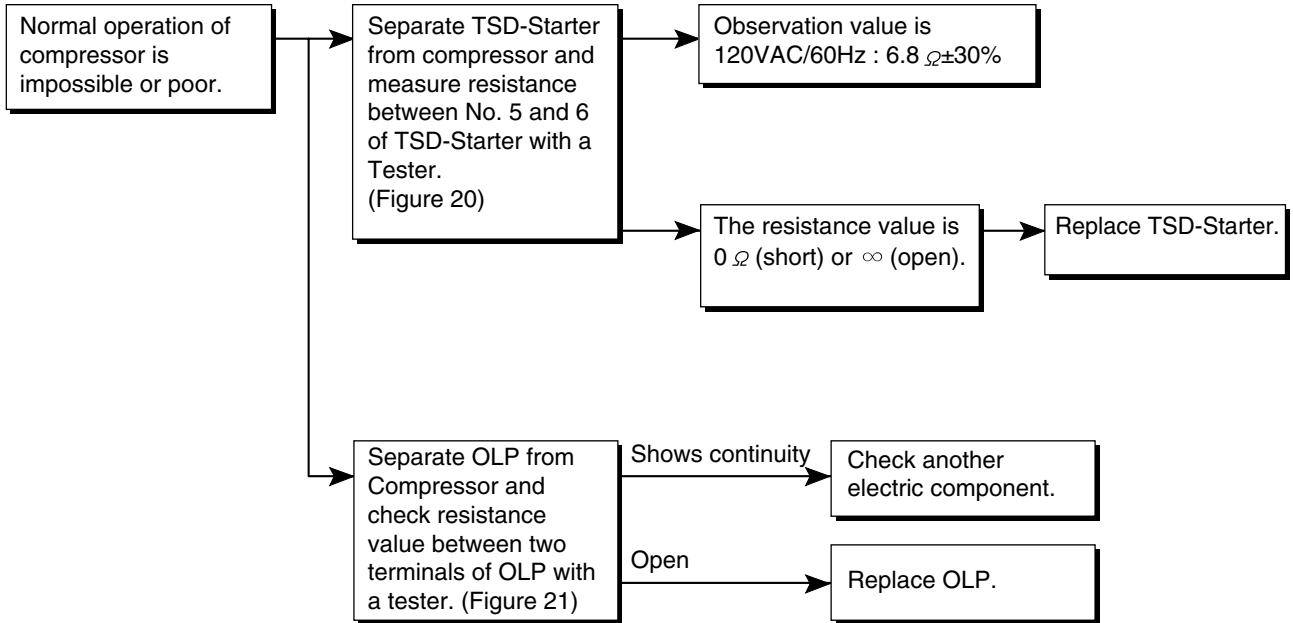 Normal operation of
compressor is
impossible or poor.
Separate TSD-Starter
from compressor and
measure resistance
between No. 5 and 6
of TSD-Starter with a
Tester.
(Figure 20)
Observation value is
120VAC/60Hz : 6.8 Ω±30%
The resistance value is
0 Ω (short) or ∞ (open).
Replace TSD-Starter.
Separate OLP from
Compressor and
check resistance
value between two
terminals of OLP with
a tester. (Figure 21)
Shows continuity
Check another
electric component.
Open
Replace OLP.